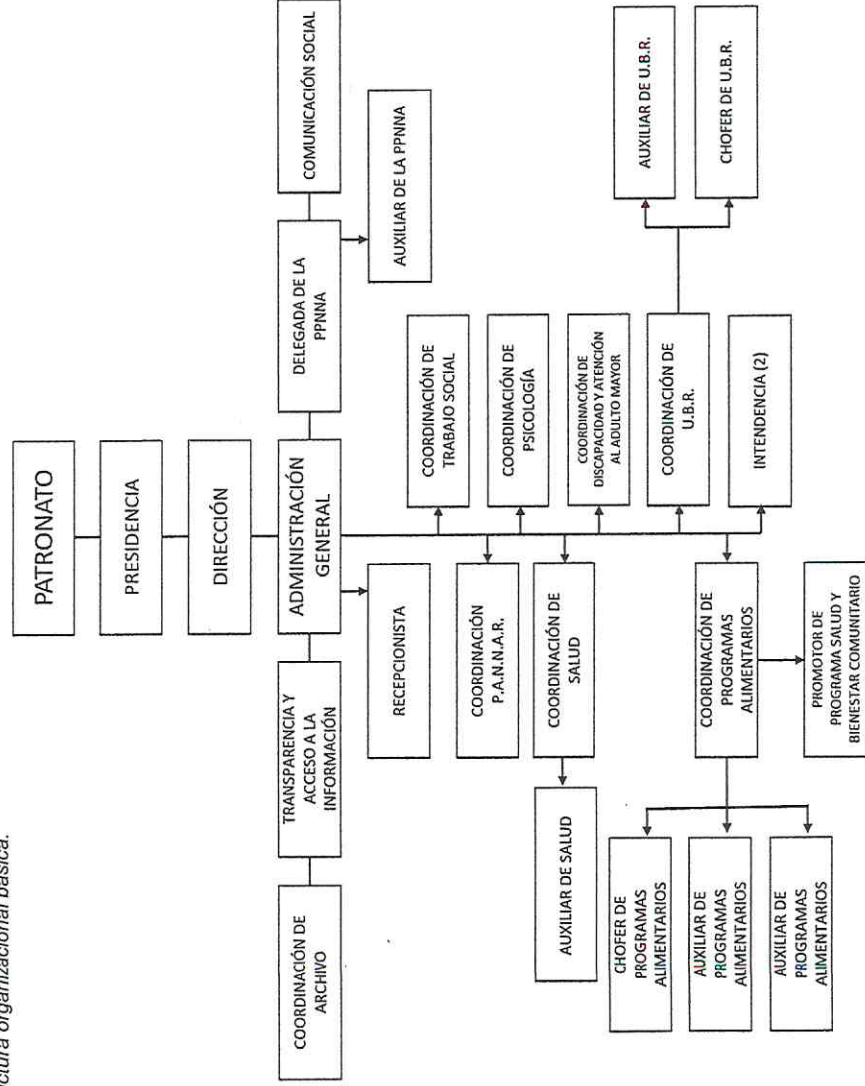 ctura organizacional básica.
PATRONATO
PRESIDENCIA
DIRECCIÓN
COORDINACIÓN DE
ARCHIVO
TRANSPARENCIA Y
ACCESO A LA
INFORMACIÓN
ADMINISTRACIÓN
GENERAL
DELEGADA DE LA
PPNNA
COMUNICACIÓN SOCIAL
RECEPCIONISTA
AUXILIAR DE LA PPNNA
COORDINACIÓN DE
TRABAJO SOCIAL
COORDINACIÓN
P.A.N.N.A.R.
COORDINACIÓN DE
PSICOLOGÍA
COORDINACIÓN DE
SALUD
AUXILIAR DE SALUD
COORDINACIÓN DE
DISCAPACIDAD Y ATENCIÓN
AL ADULTO MAYOR
COORDINACIÓN DE
U.B.R.
AUXILIAR DE U.B.R.
CHOFER DE U.B.R.
INTENDENCIA (2)
COORDINACIÓN DE
PROGRAMAS
ALIMENTARIOS
CHOFER DE
PROGRAMAS
ALIMENTARIOS
AUXILIAR DE
PROGRAMAS
ALIMENTARIOS
AUXILIAR DE
PROGRAMAS
ALIMENTARIOS
PROMOTOR DE
PROGRAMA SALUD Y
BIENESTAR COMUNITARIO